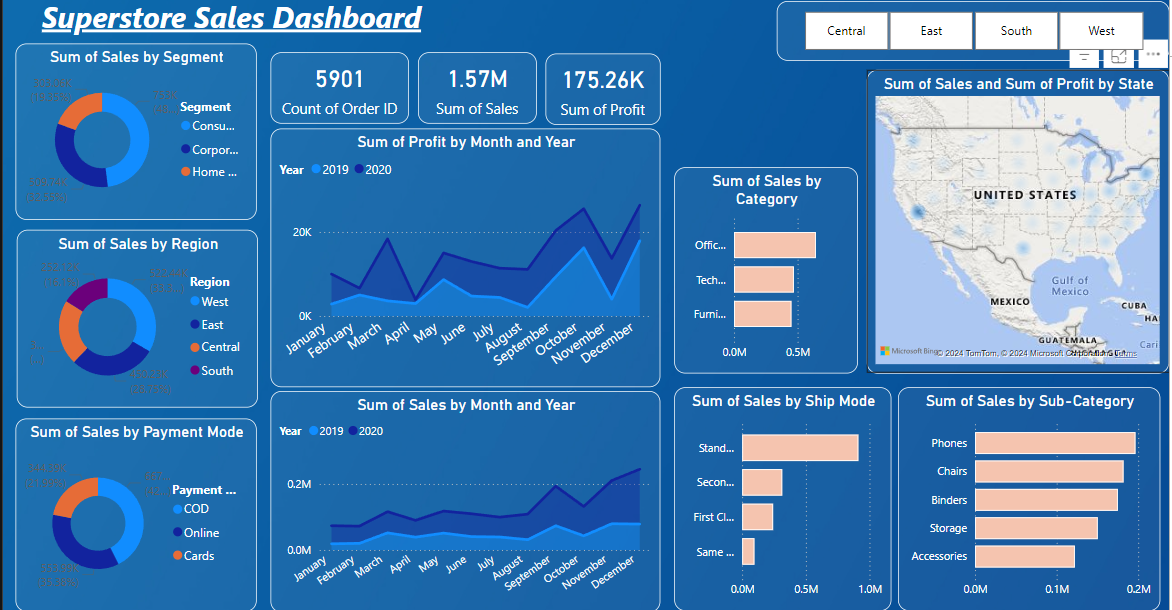 Superstore Sales Dashboard
Central
East
South
West
Sum of Sales by Segment
Segment
Consu...
Corpor...
Home ...
5901
Count of Order ID
1.57M
Sum of Sales
175.26K
Sum of Profit
Sum of Sales and Sum of Profit by State
UNITED STATES
MEXICO
Gulf of
Mexico
CUBA
HA
GUATEMALA
Cari
Microsoft Bing
© 2024 TomTom, © 2024 Microsoft Corporation Terms
Sum of Profit by Month and Year
Year
2019
2020
20K
0K
January
February
March
April
May
June
July
August
September
October
November
December
Sum of Sales by
Category
Offic...
Tech...
Furni...
0.0M
0.5M
Sum of Sales by Region
Region
West
East
Central
South
Sum of Sales by Payment Mode
Payment ...
COD
Online
Cards
Sum of Sales by Month and Year
Year
2019
2020
0.2M
0.0M
January
February
March
April
May
June
July
August
September
October
November
December
Sum of Sales by Ship Mode
Stand...
Secon...
First Cl...
Same ...
0.0M
0.5M
1.0M
Sum of Sales by Sub-Category
Phones
Chairs
Binders
Storage
Accessories
0.0M
0.1M
0.2M